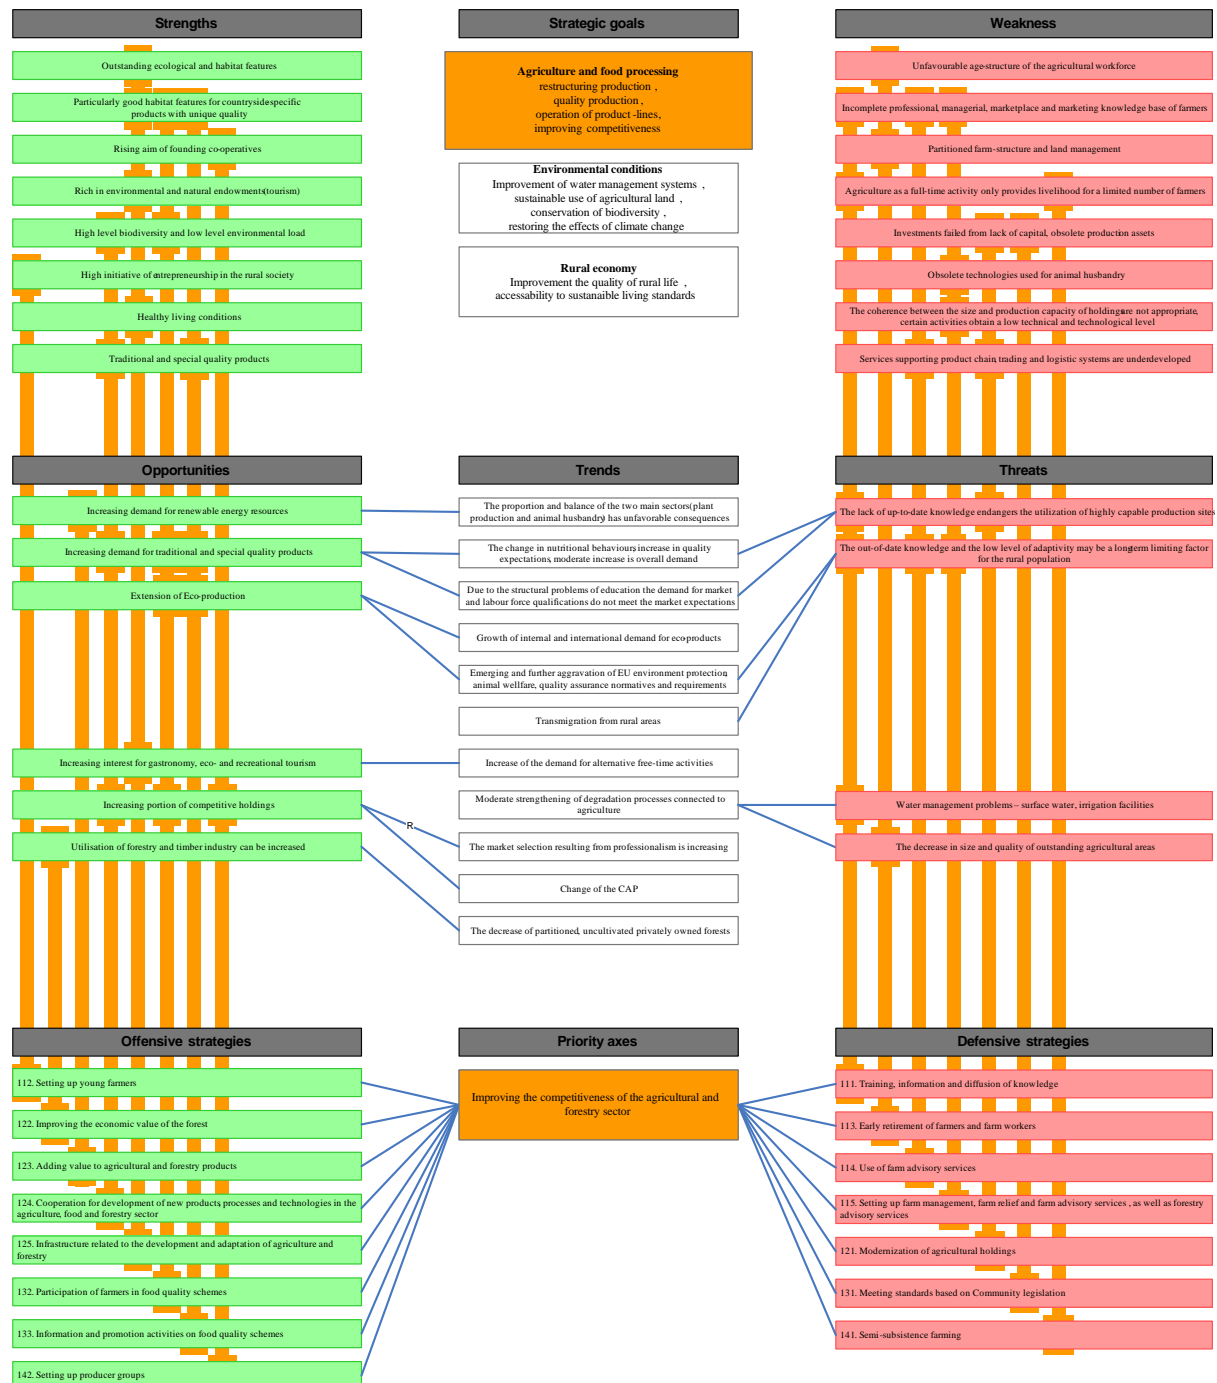 Strengths
Outstanding ecological and habitat features
Particularly good habitat features for countryside-specific
products with unique quality
Rising aim of founding co-operatives
Rich in environmental and natural endowments(tourism)
High level biodiversity and low level environmental load
High initiative of entrepreneurship in the rural society
Healthy living conditions
Traditional and special quality products
Strategic goals
Agriculture and food processing
restructuring production ,
quality production ,
operation of product -lines,
improving competitiveness
Environmental conditions
Improvement of water management systems ,
sustainable use of agricultural land ,
conservation of biodiversity ,
restoring the effects of climate change
Rural economy
Improvement the quality of rural life ,
accessability to sustanaible living standards
Weakness
Unfavourable age-structure of the agricultural workforce
Incomplete professional, managerial, marketplace and marketing knowledge base of farmers
Partitioned farm-structure and land management
Agriculture as a full-time activity only provides livelihood for a limited number of farmers
Investments failed from lack of capital, obsolete production assets
Obsolete technologies used for animal husbandry
The coherence between the size and production capacity of holdings are not appropriate,
certain activities obtain a low technical and technological level
Services supporting product chain, trading and logistic systems are underdeveloped
Opportunities
Increasing demand for renewable energy resources
Increasing demand for traditional and special quality products
Extension of Eco-production
Increasing interest for gastronomy, eco- and recreational tourism
Increasing portion of competitive holdings
Utilisation of forestry and timber industry can be increased
R
Trends
The proportion and balance of the two main sectors(plant
production and animal husbandry) has unfavorable consequences
The change in nutritional behaviours, increase in quality
expectations, moderate increase is overall demand
Due to the structural problems of education the demand for market
and labour force qualifications do not meet the market expectations
Growth of internal and international demand for eco-products
Emerging and further aggravation of EU environment protection,
animal wellfare, quality assurance normatives and requirements
Transmigration from rural areas
Increase of the demand for alternative free-time activities
Moderate strengthening of degradation processes connected to
agriculture
The market selection resulting from professionalism is increasing
Change of the CAP
The decrease of partitioned, uncultivated privately owned forests
Threats
The lack of up-to-date knowledge endangers the utilization of highly capable production sites
The out-of-date knowledge and the low level of adaptivity may be a longterm limiting factor
for the rural population
Water management problems – surface water, irrigation facilities
The decrease in size and quality of outstanding agricultural areas
Offensive strategies
112. Setting up young farmers
122. Improving the economic value of the forest
123. Adding value to agricultural and forestry products
124. Cooperation for development of new products, processes and technologies in the
agriculture, food and forestry sector
125. Infrastructure related to the development and adaptation of agriculture and
forestry
132. Participation of farmers in food quality schemes
133. Information and promotion activities on food quality schemes
142. Setting up producer groups
Priority axes
Improving the competitiveness of the agricultural and
forestry sector
Defensive strategies
111. Training, information and diffusion of knowledge
113. Early retirement of farmers and farm workers
114. Use of farm advisory services
115. Setting up farm management, farm relief and farm advisory services , as well as forestry
advisory services
121. Modernization of agricultural holdings
131. Meeting standards based on Community legislation
141. Semi-subsistence farming